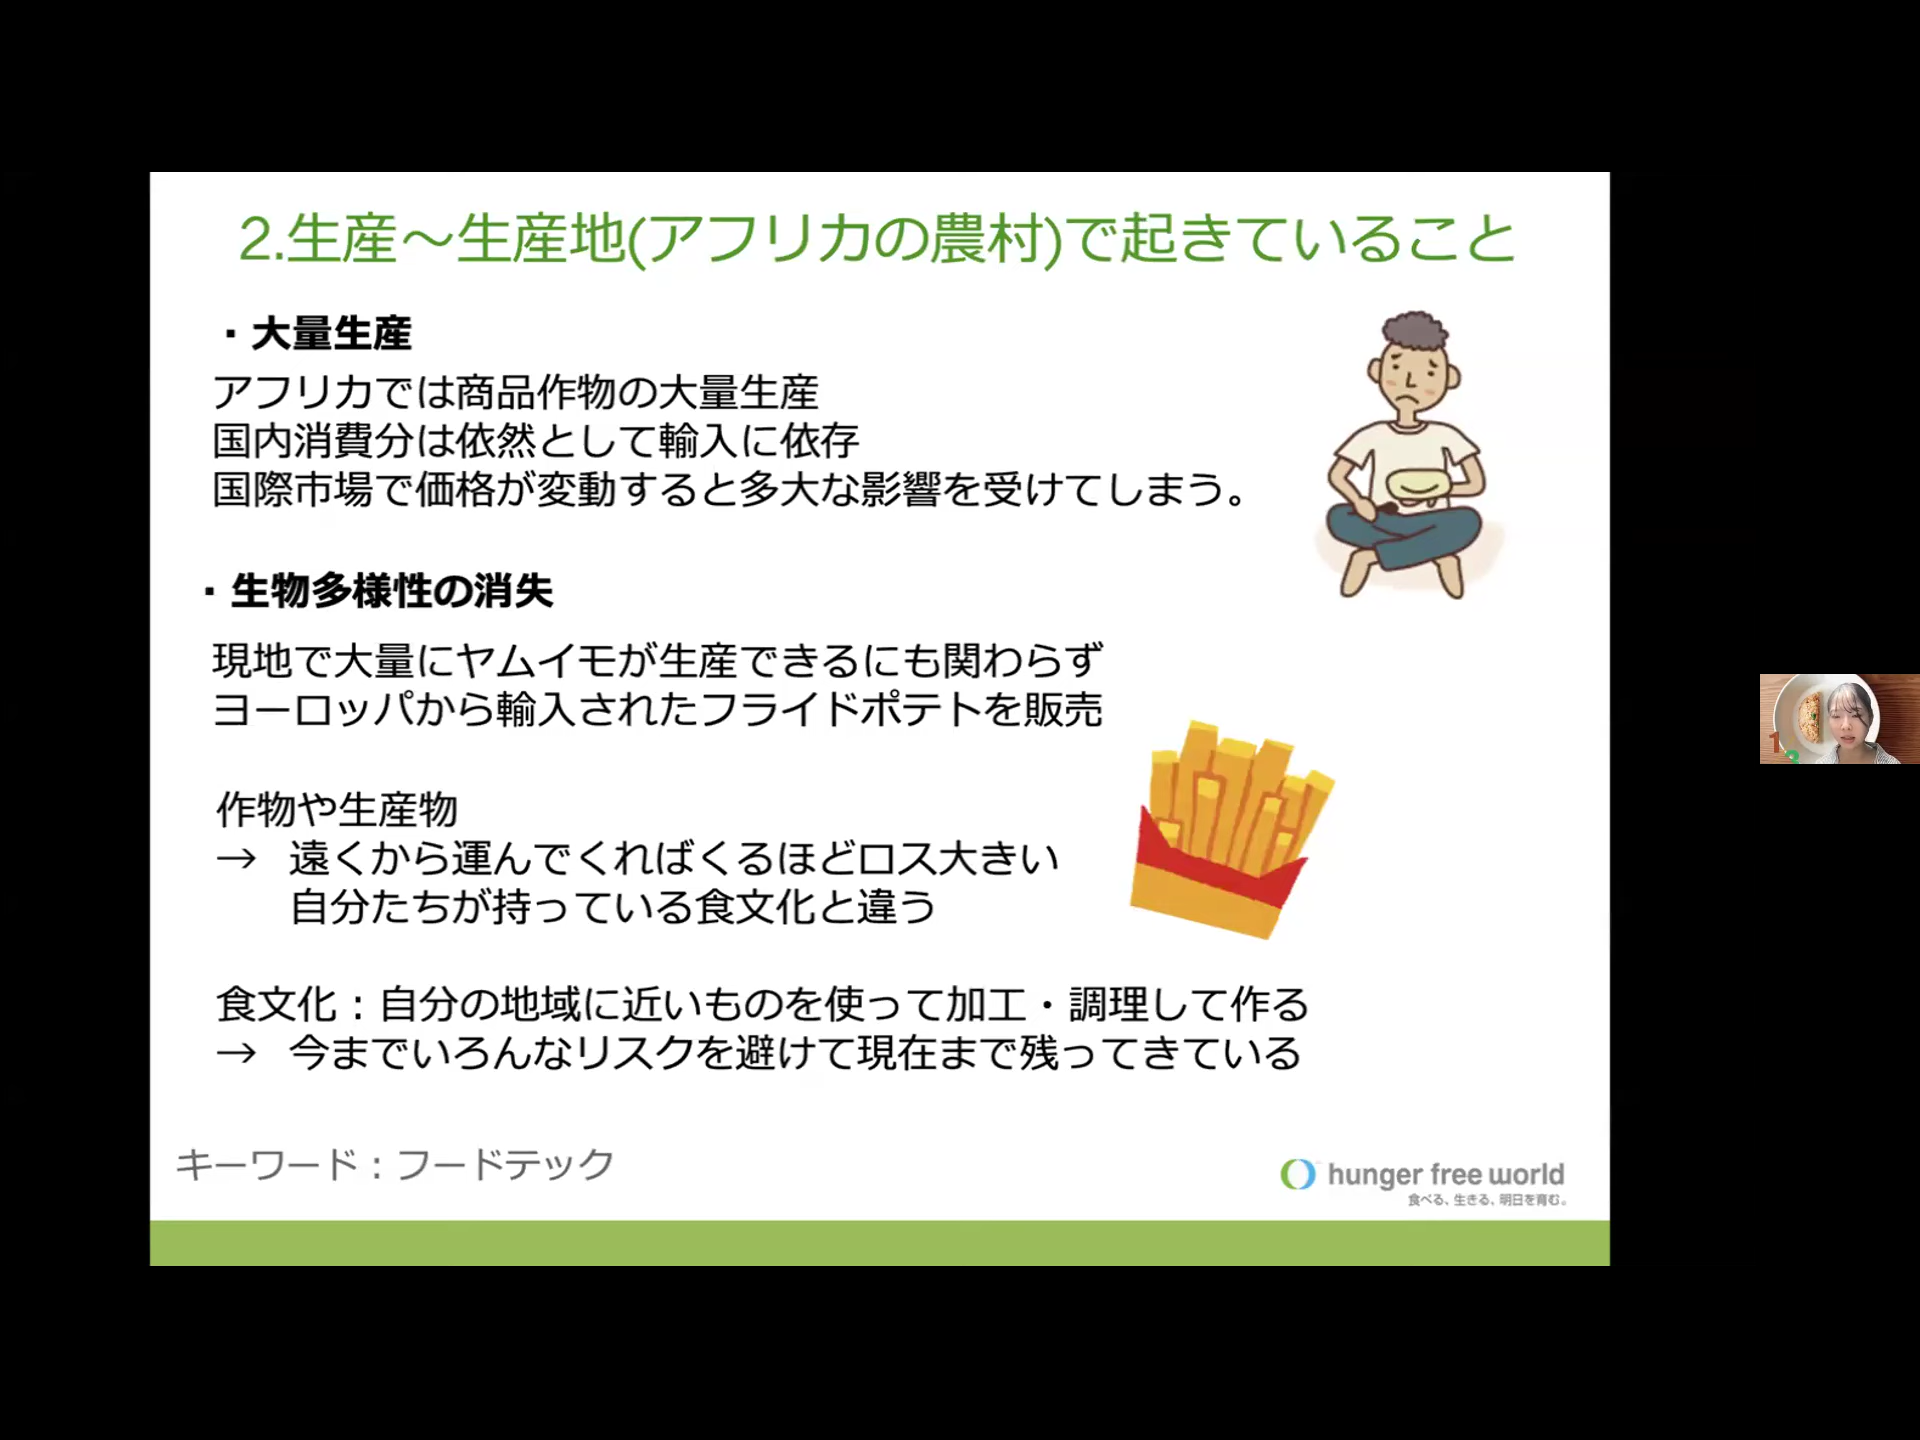 2.生産～生産地(アフリカの農村)で起きていること
・大量生産
アフリカでは商品作物の大量生産
国内消費分は依然として輸入に依存
国際市場で価格が変動すると多大な影響を受けてしまう。
・生物多様性の消失
現地で大量にヤムイモが生産できるにも関わらず
ヨーロッパから輸入されたフライドポテトを販売
作物や生産物
→ 遠くから運んでくればくるほどロス大きい
自分たちが持っている食文化と違う
食文化：自分の地域に近いものを使って加工・調理して作る
→ 今までいろんなリスクを避けて現在まで残ってきている
キーワード：フードテック
hunger free world
食べる、生きる、明日を育む。